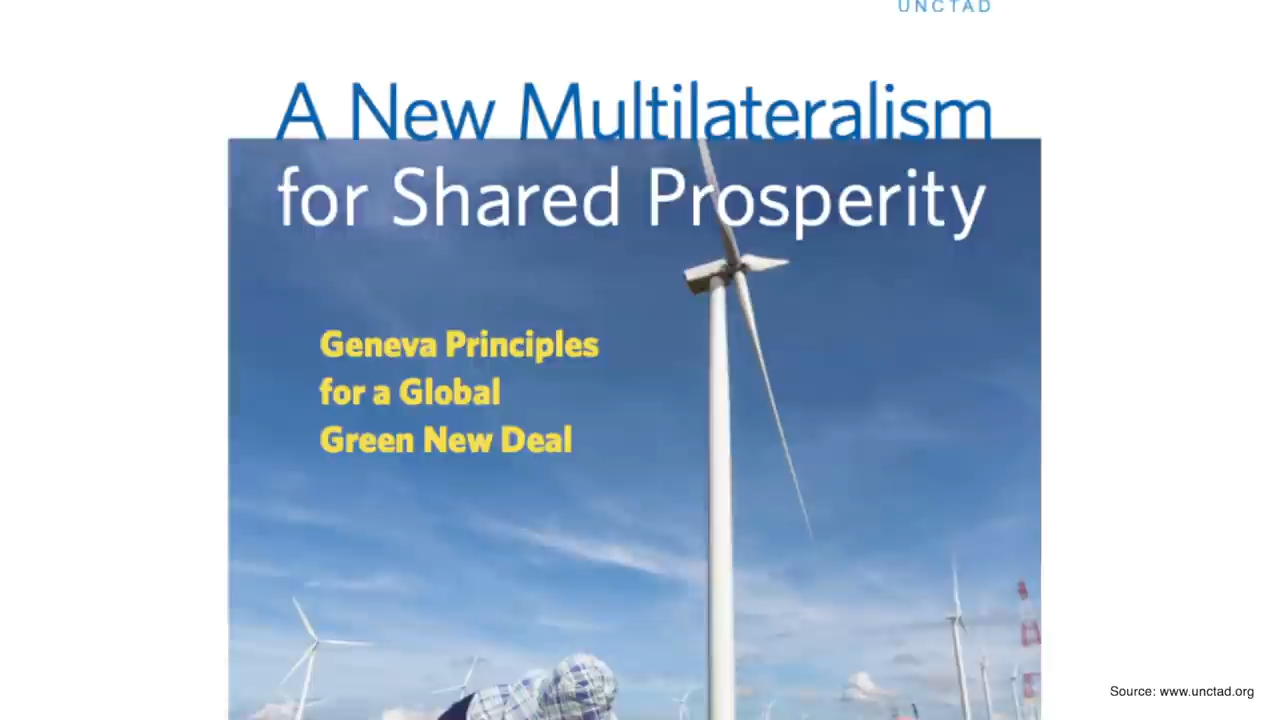 UNCTAD
A New Multilateralism
for Shared Prosperity
Geneva Principles
for a Global
Green New Deal
Source: www.unctad.org